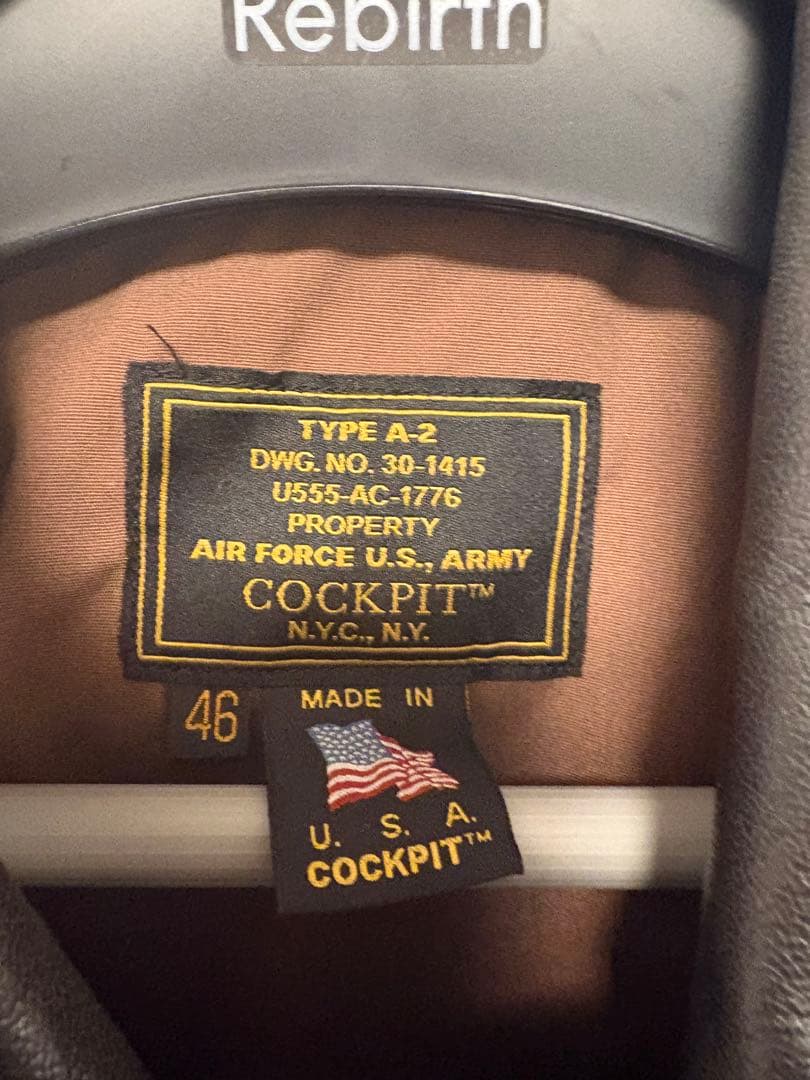 Rebirth
TYPE A-2
DWG. NO. 30-1415
U555-AC-1776
PROPERTY
AIR FORCE U.S., ARMY
COCKPIT™
N.Y.C., N.Y.
46
MADE IN
U. S. A.
COCKPIT™